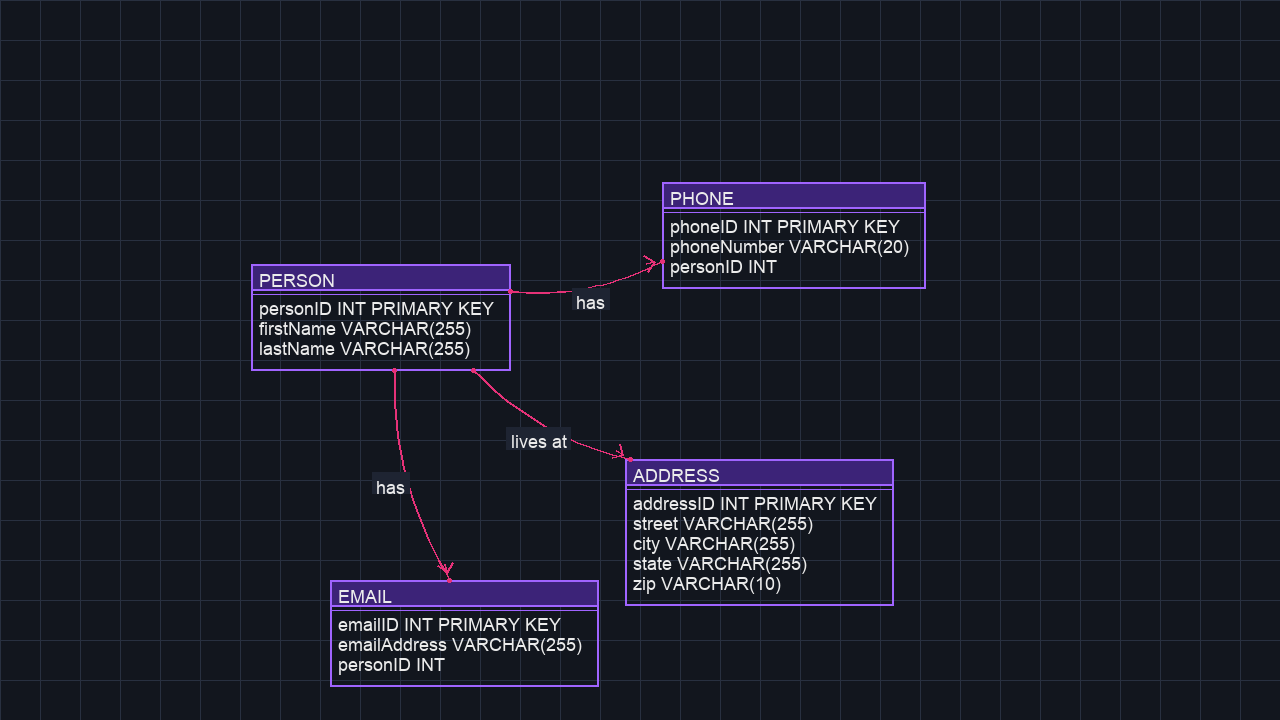 PHONE
phoneID INT PRIMARY KEY
phoneNumber VARCHAR(20)
personID INT
PERSON
personID INT PRIMARY KEY
firstName VARCHAR(255)
lastName VARCHAR(255)
has
lives at
has
ADDRESS
addressID INT PRIMARY KEY
street VARCHAR(255)
city VARCHAR(255)
state VARCHAR(255)
zip VARCHAR(10)
EMAIL
emailID INT PRIMARY KEY
emailAddress VARCHAR(255)
personID INT